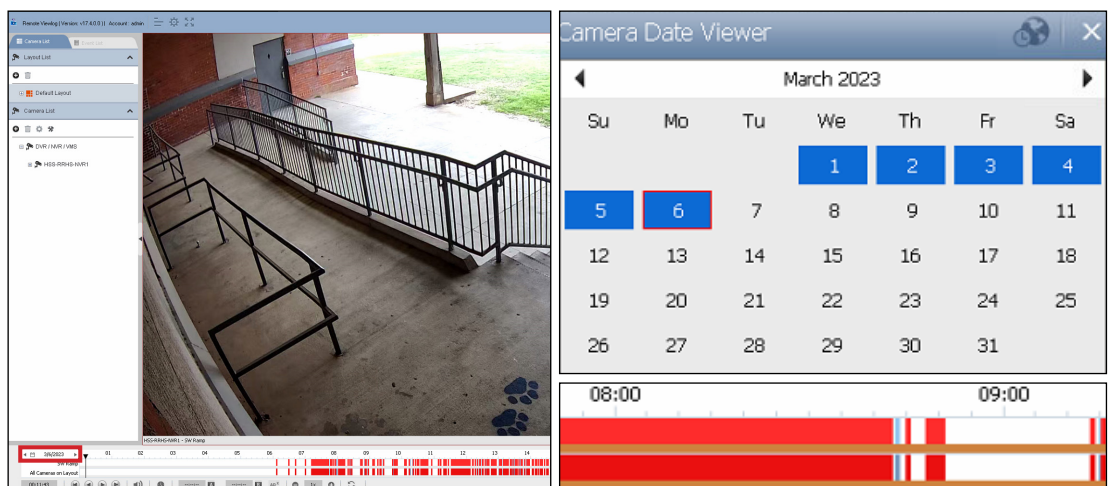 Remote Viewlog ( Version: v17.4.0.0 ) | Account : admin
Camera List
Layout List
Default Layout
Camera List
DVR / NVR / VMS
HSS-RRHS-NVR1
HSS-RRHS-NVR1 - SW Ramp
3/6/2023
01 02 03 04 05 06 07 08 09 10 11 12 13 14
SW Ramp
All Cameras on Layout
1x
Camera Date Viewer
March 2023
Su Mo Tu We Th Fr Sa
1 2 3 4
5 6 7 8 9 10 11
12 13 14 15 16 17 18
19 20 21 22 23 24 25
26 27 28 29 30 31
08:00 09:00